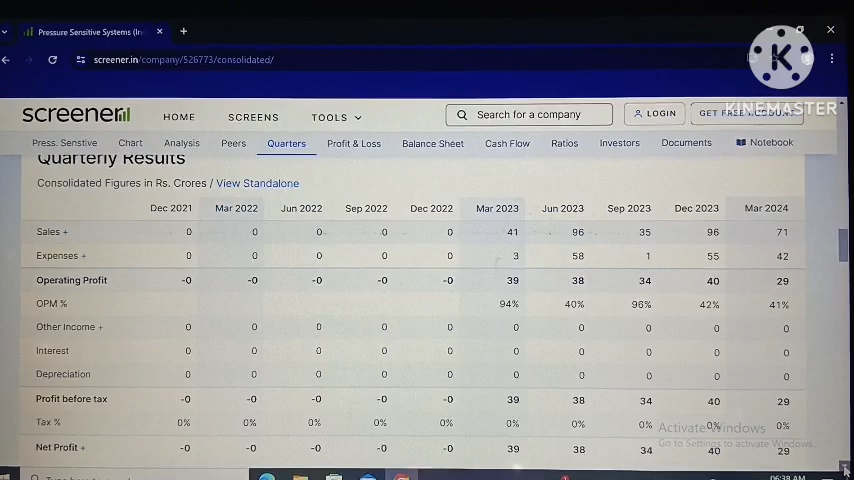 Pressure Sensitive Systems (In
screener.in/company/526773/consolidated/
K
KINEMASTER
screener
HOME SCREENS TOOLS
Search for a company
LOGIN
GET FREE ACCOUNT
Press. Senstive Chart Analysis Peers Quarters Profit & Loss Balance Sheet Cash Flow Ratios Investors Documents Notebook
Quarterly Results
Consolidated Figures in Rs. Crores / View Standalone
Dec 2021 Mar 2022 Jun 2022 Sep 2022 Dec 2022 Mar 2023 Jun 2023 Sep 2023 Dec 2023 Mar 2024
Sales + 0 0 0 0 0 41 96 35 96 71
Expenses + 0 0 0 0 0 3 58 1 55 42
Operating Profit -0 -0 -0 -0 -0 39 38 34 40 29
OPM % 94% 40% 96% 42% 41%
Other Income + 0 0 0 0 0 0 0 0 0 0
Interest 0 0 0 0 0 0 0 0 0 0
Depreciation 0 0 0 0 0 0 0 0 0 0
Profit before tax -0 -0 -0 -0 -0 39 38 34 40 29
Tax % 0% 0% 0% 0% 0% 0% 0% 0% 0% 0%
Net Profit + -0 -0 -0 -0 -0 39 38 34 40 29
Activate Windows
Go to Settings to activate Windows
06:38 AM